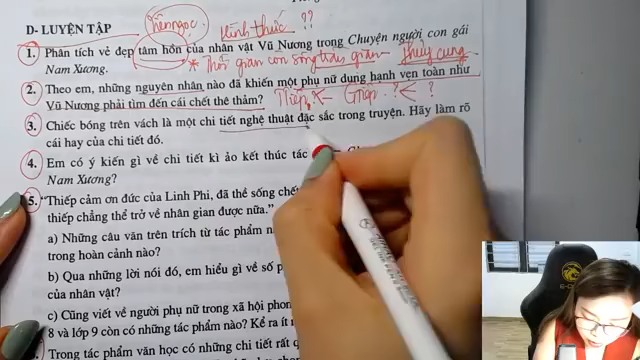 D- LUYỆN TẬP
hình thức ??
1. Phân tích vẻ đẹp tâm hồn của nhân vật Vũ Nương trong Chuyện người con gái
Nam Xương.
* Thời gian còn sống trần gian thủy cung
2. Theo em, những nguyên nhân nào đã khiến một phụ nữ dung hạnh vẹn toàn như
Vũ Nương phải tìm đến cái chết thê thảm?
3. Chiếc bóng trên vách là một chi tiết nghệ thuật đặc sắc trong truyện. Hãy làm rõ
cái hay của chi tiết đó.
4. Em có ý kiến gì về chi tiết kì ảo kết thúc tác
Nam Xương?
5. "Thiếp cảm ơn đức của Linh Phi, đã thề sống chết
thiếp chẳng thể trở về nhân gian được nữa."
a) Những câu văn trên trích từ tác phẩm
trong hoàn cảnh nào?
b) Qua những lời nói đó, em hiểu gì về số
của nhân vật?
c) Cũng viết về người phụ nữ trong xã hội
8 và lớp 9 còn có những tác phẩm nào? Kể ra ít
Trong tác phẩm văn học có những chi tiết rất